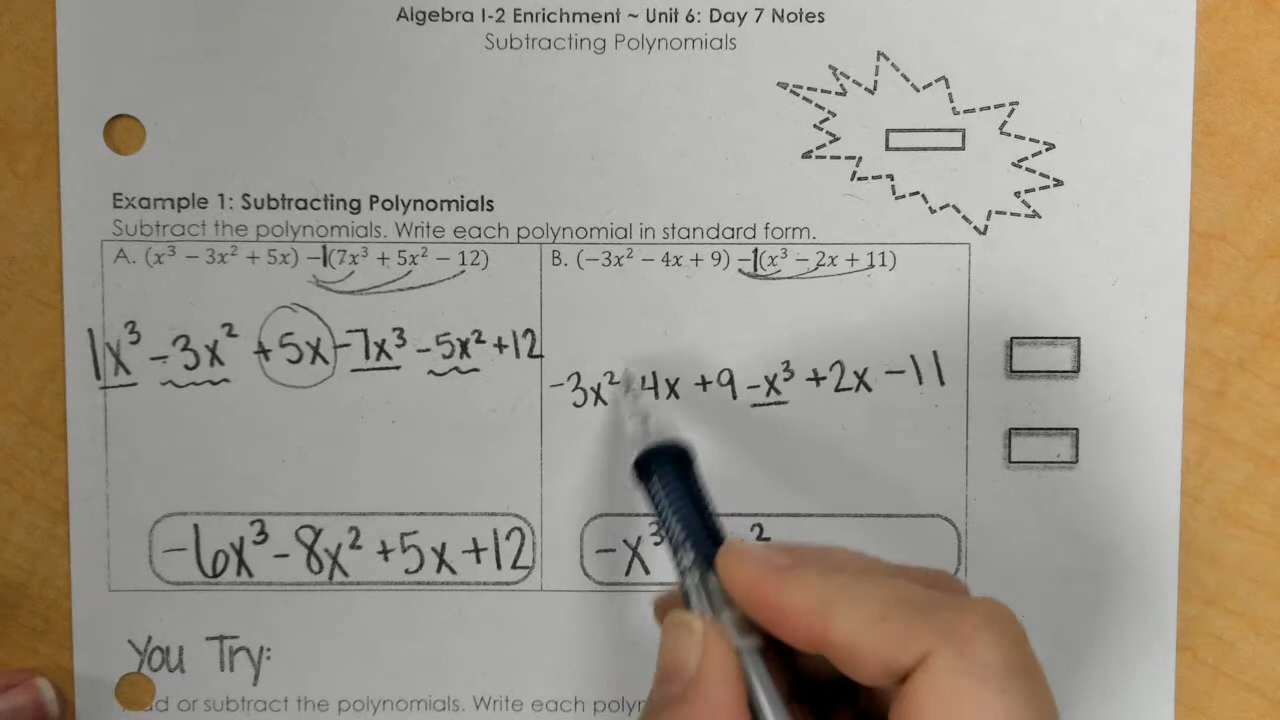 Algebra I-2 Enrichment ~ Unit 6: Day 7 Notes
Subtracting Polynomials
Example 1: Subtracting Polynomials
Subtract the polynomials. Write each polynomial in standard form.
A. (x³ − 3x² + 5x) −1(7x³ + 5x² − 12)
1x³ -3x² +5x -7x³ -5x² +12
-6x³ -8x² +5x +12
B. (−3x² − 4x + 9) −1(x³ − 2x + 11)
-3x² 4x +9 -x³ +2x -11
-x³ ²
You Try:
or subtract the polynomials. Write each